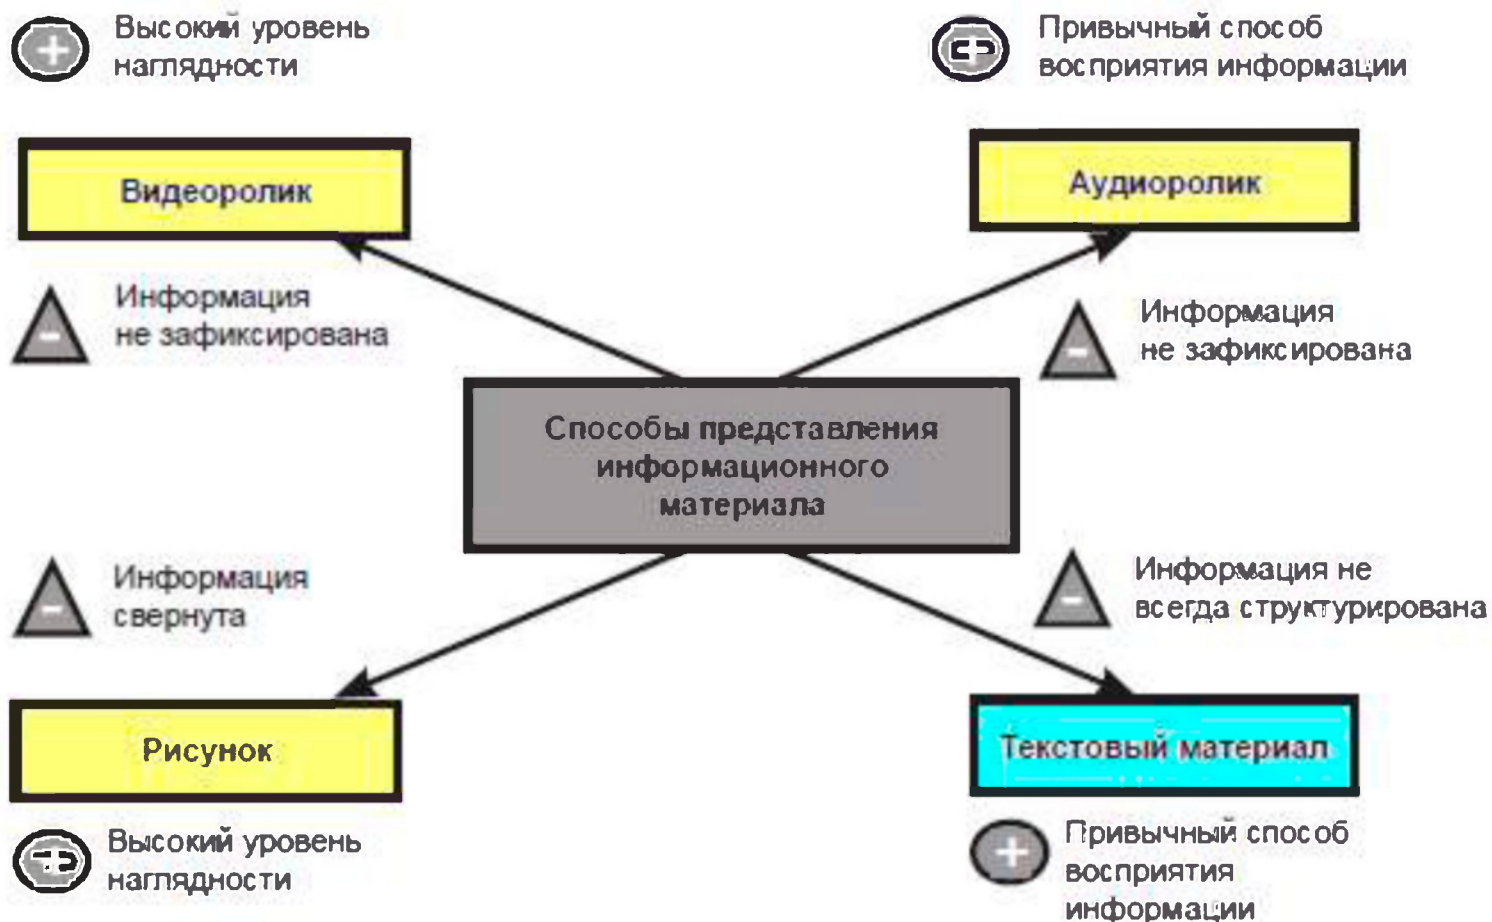 Высокий уровень
наглядности
Привычный способ
восприятия информации
Видеоролик
Аудиоролик
Информация
не зафиксирована
Информация
не зафиксирована
Способы представления
информационного
материала
Информация
свернута
Информация не
всегда структурирована
Рисунок
Текстовый материал
Высокий уровень
наглядности
Привычный способ
восприятия
информации